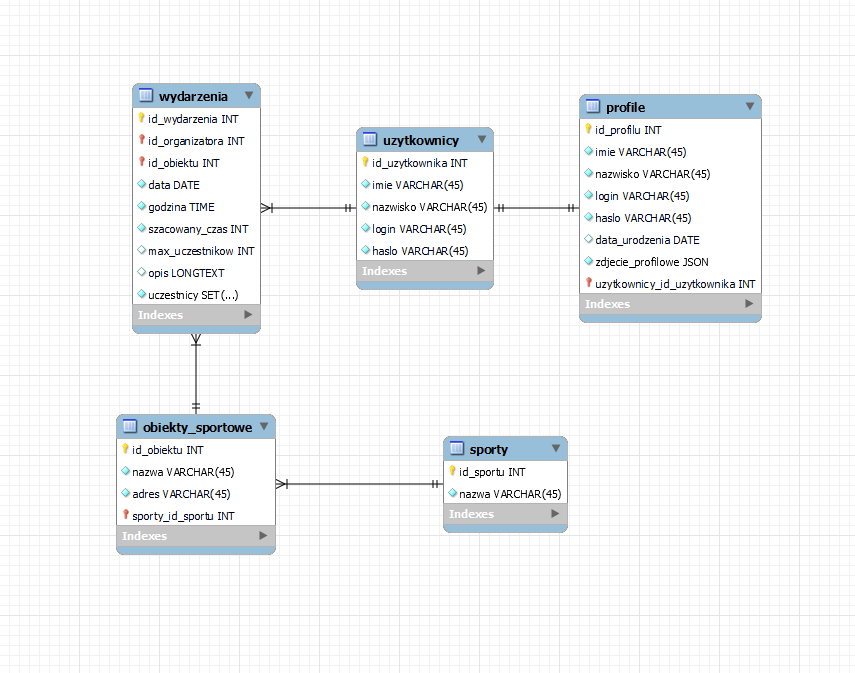 wydarzenia
id_wydarzenia INT
id_organizatora INT
id_obiektu INT
data DATE
godzina TIME
szacowany_czas INT
max_uczestnikow INT
opis LONGTEXT
uczestnicy SET(...)
Indexes
uzytkownicy
id_uzytkownika INT
imie VARCHAR(45)
nazwisko VARCHAR(45)
login VARCHAR(45)
haslo VARCHAR(45)
Indexes
profile
id_profilu INT
imie VARCHAR(45)
nazwisko VARCHAR(45)
login VARCHAR(45)
haslo VARCHAR(45)
data_urodzenia DATE
zdjecie_profilowe JSON
uzytkownicy_id_uzytkownika INT
Indexes
obiekty_sportowe
id_obiektu INT
nazwa VARCHAR(45)
adres VARCHAR(45)
sporty_id_sportu INT
Indexes
sporty
id_sportu INT
nazwa VARCHAR(45)
Indexes